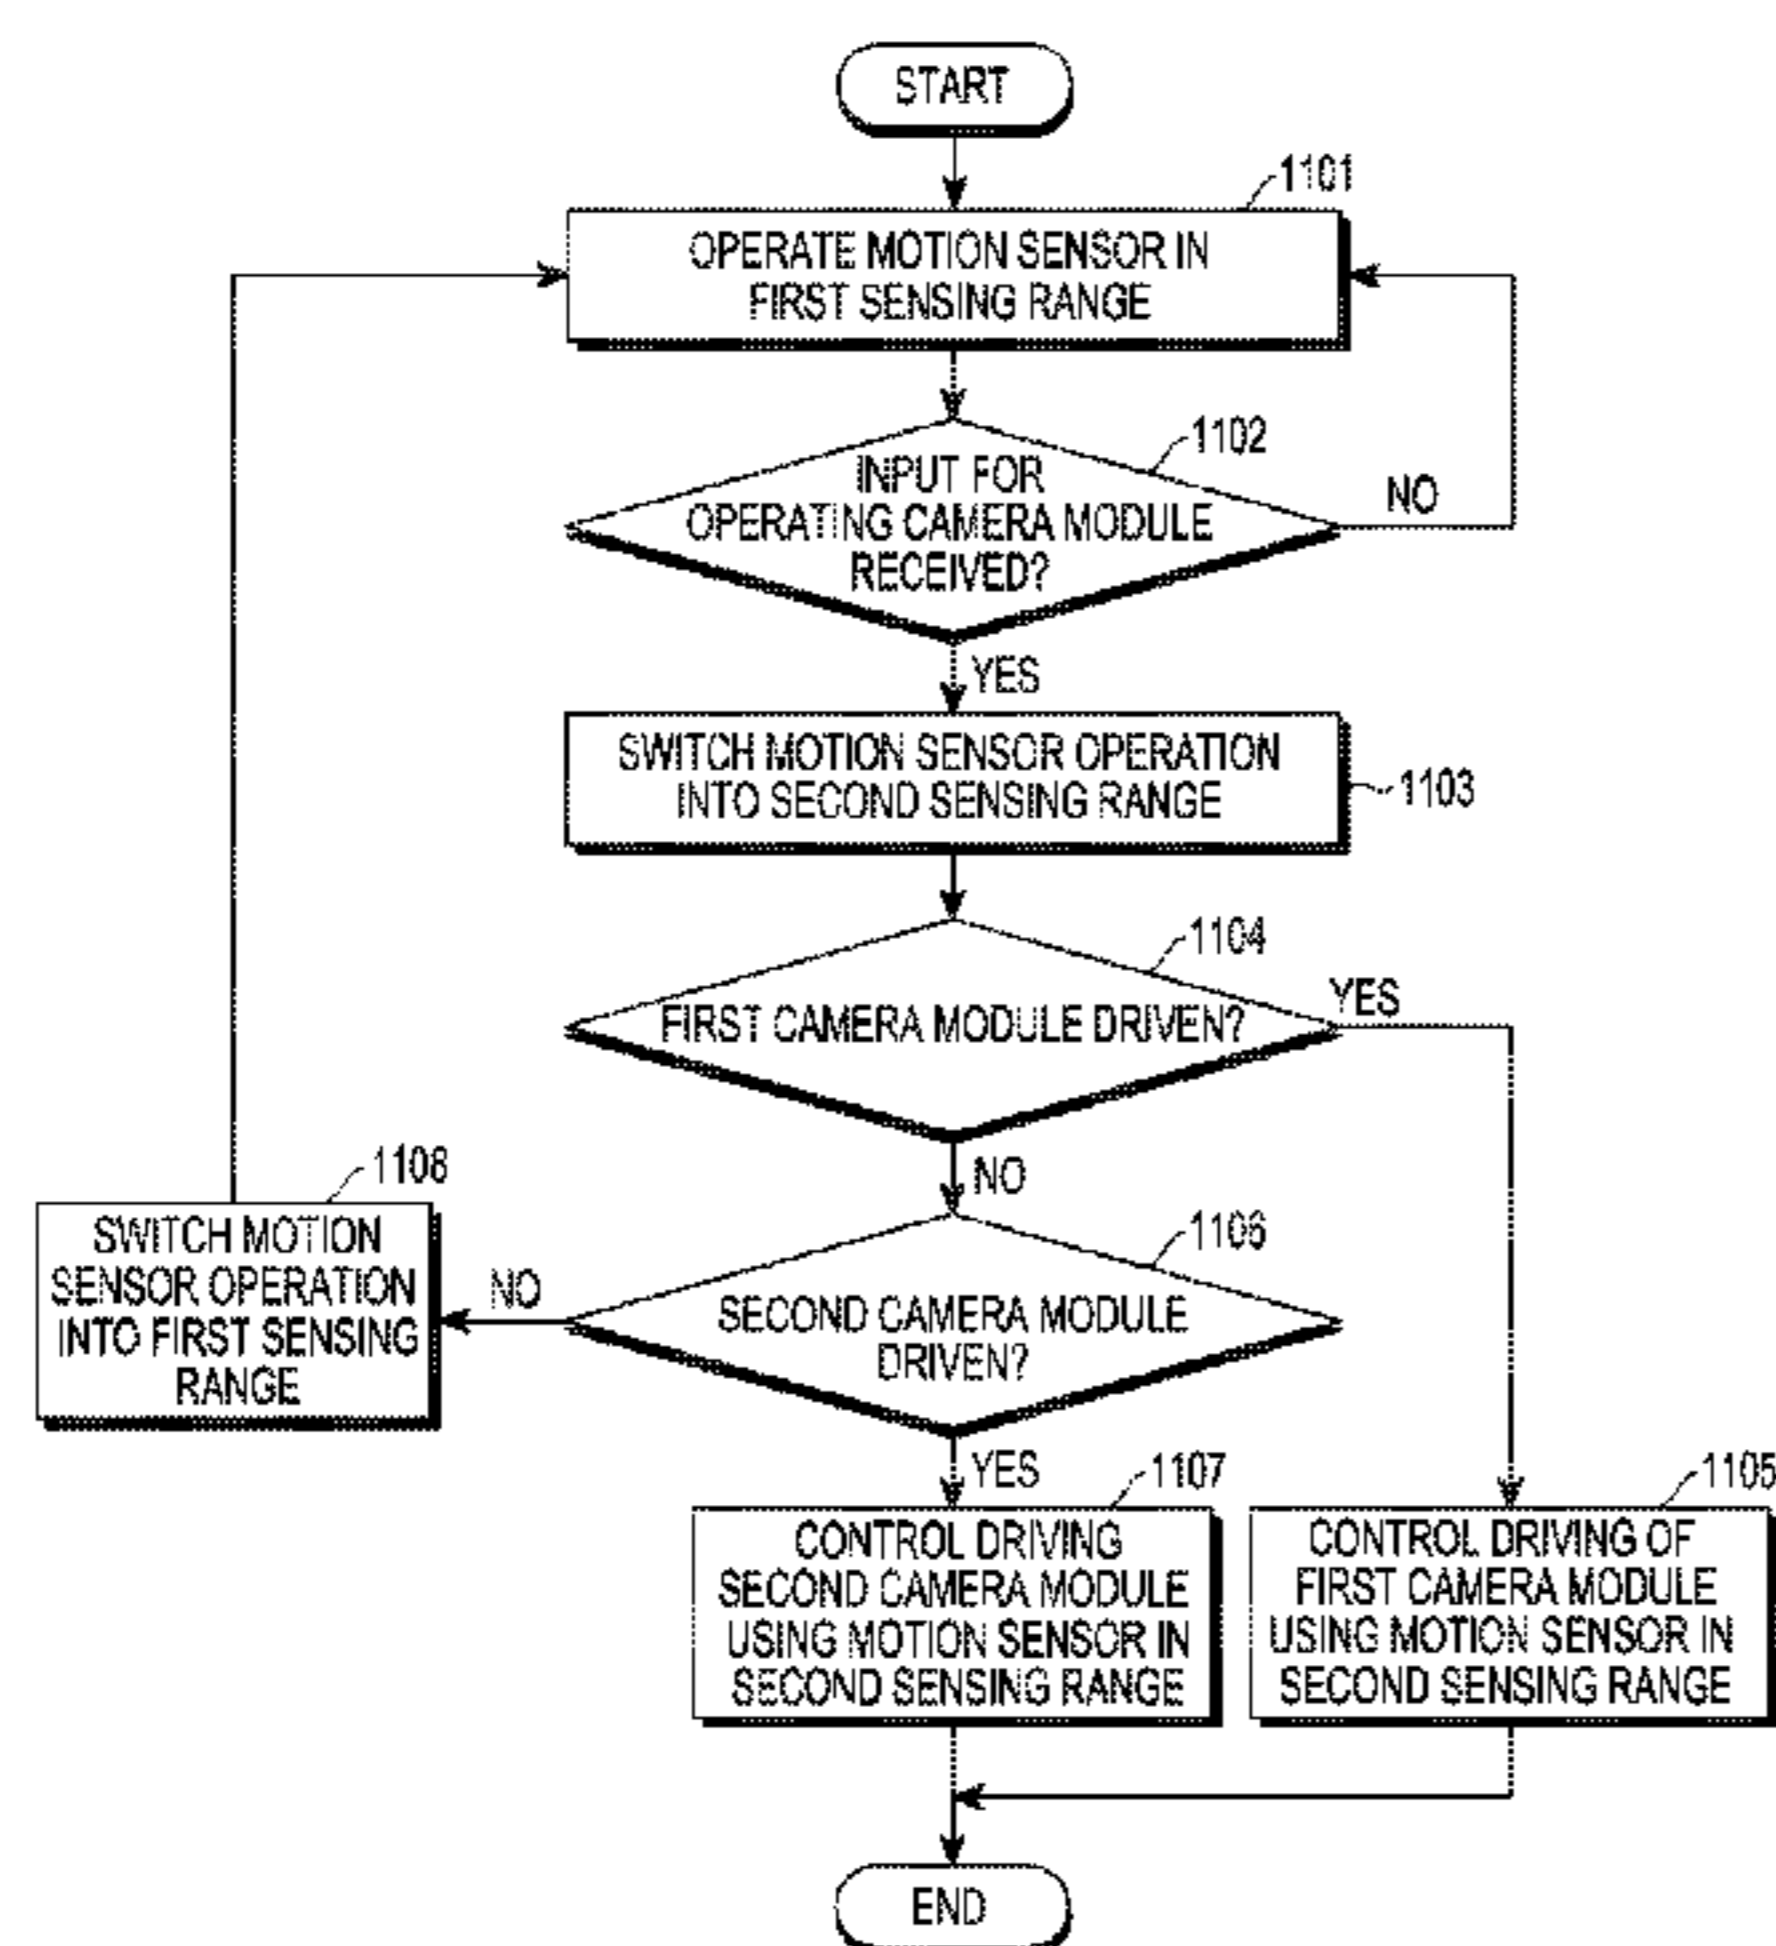 START
1101
OPERATE MOTION SENSOR IN
FIRST SENSING RANGE
1102
INPUT FOR
OPERATING CAMERA MODULE
RECEIVED?
NO
YES
SWITCH MOTION SENSOR OPERATION
INTO SECOND SENSING RANGE
1103
1104
FIRST CAMERA MODULE DRIVEN?
YES
NO
1108
SWITCH MOTION
SENSOR OPERATION
INTO FIRST SENSING
RANGE
NO
1106
SECOND CAMERA MODULE
DRIVEN?
YES
1107
CONTROL DRIVING
SECOND CAMERA MODULE
USING MOTION SENSOR IN
SECOND SENSING RANGE
1105
CONTROL DRIVING OF
FIRST CAMERA MODULE
USING MOTION SENSOR IN
SECOND SENSING RANGE
END